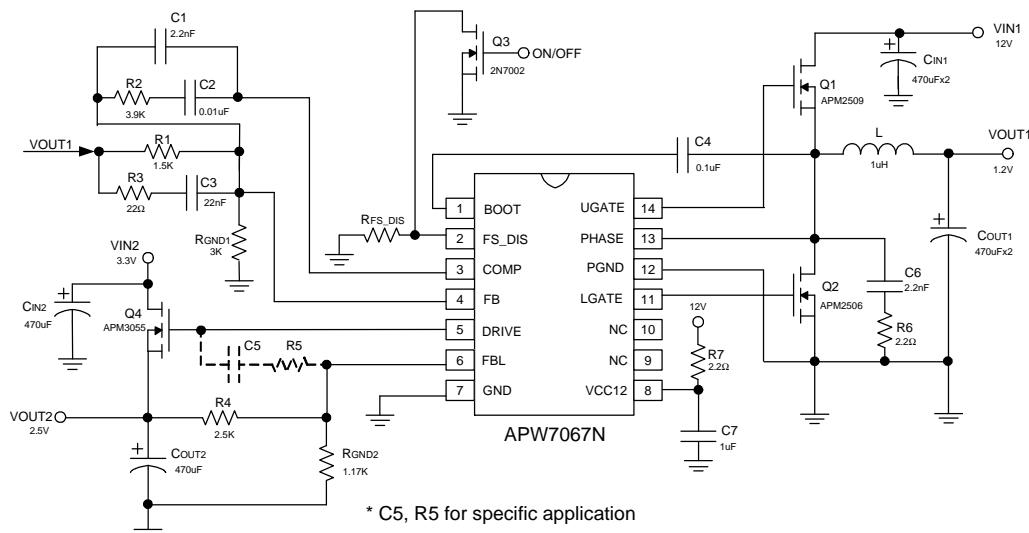 C1
2.2nF
R2
3.9K
C2
0.01uF
VOUT1
R1
1.5K
R3
22Ω
C3
22nF
RGND1
3K
Q3
2N7002
ON/OFF
VIN1
12V
CIN1
470uFx2
Q1
APM2509
C4
0.1uF
L
1uH
VOUT1
1.2V
COUT1
470uFx2
RFS_DIS
1 BOOT
2 FS_DIS
3 COMP
4 FB
5 DRIVE
6 FBL
7 GND
UGATE 14
PHASE 13
PGND 12
LGATE 11
NC 10
NC 9
VCC12 8
APW7067N
VIN2
3.3V
CIN2
470uF
Q4
APM3055
C5
R5
VOUT2
2.5V
R4
2.5K
COUT2
470uF
RGND2
1.17K
Q2
APM2506
C6
2.2nF
R6
2.2Ω
12V
R7
2.2Ω
C7
1uF
* C5, R5 for specific application